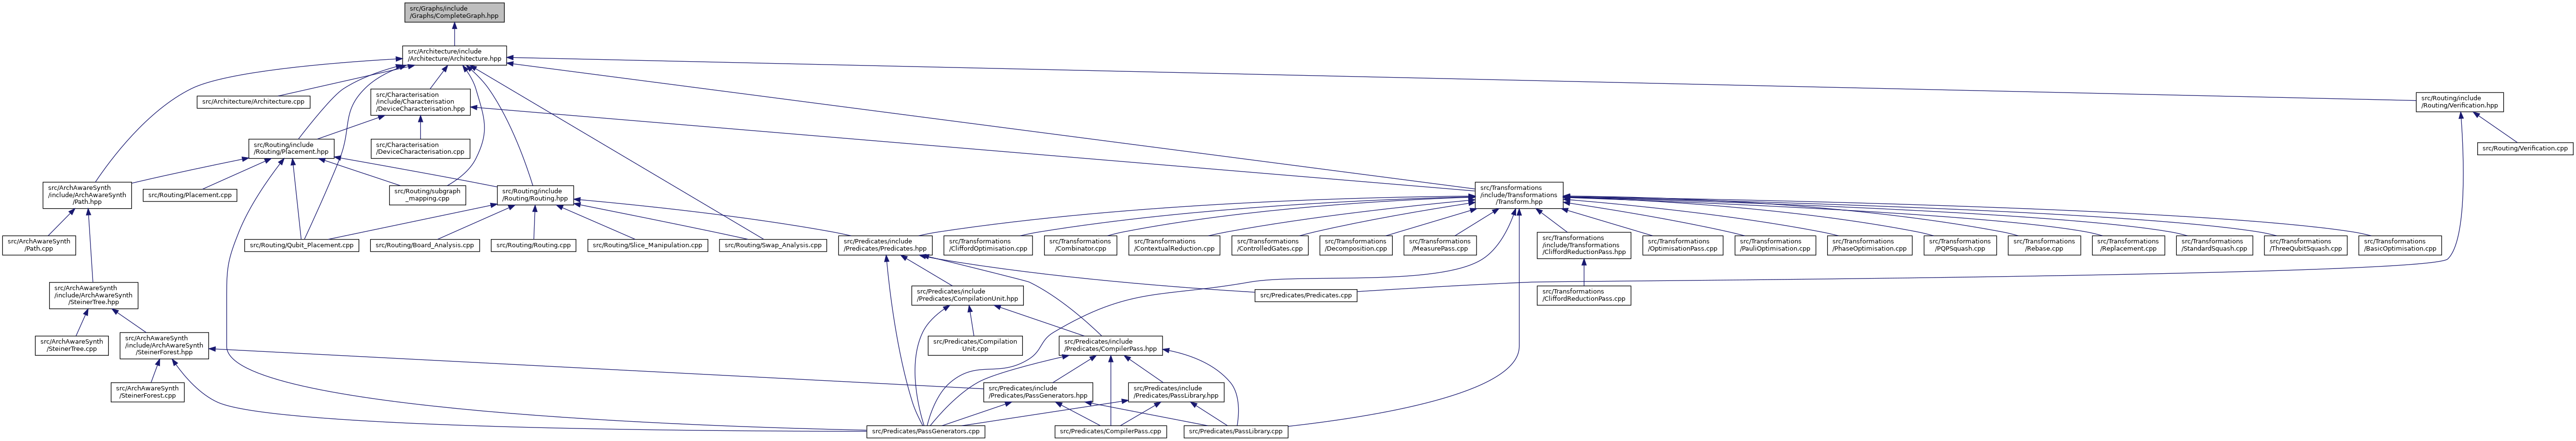 src/Graphs/include
/Graphs/CompleteGraph.hpp
src/Architecture/include
/Architecture/Architecture.hpp
src/Architecture/Architecture.cpp
src/Characterisation
/include/Characterisation
/DeviceCharacterisation.hpp
src/Routing/include
/Routing/Verification.hpp
src/Routing/include
/Routing/Placement.hpp
src/Characterisation
/DeviceCharacterisation.cpp
src/Routing/Verification.cpp
src/ArchAwareSynth
/include/ArchAwareSynth
/Path.hpp
src/Routing/Placement.cpp
src/Routing/subgraph
_mapping.cpp
src/Routing/include
/Routing/Routing.hpp
src/Transformations
/include/Transformations
/Transform.hpp
src/ArchAwareSynth
/Path.cpp
src/Routing/Qubit_Placement.cpp
src/Routing/Board_Analysis.cpp
src/Routing/Routing.cpp
src/Routing/Slice_Manipulation.cpp
src/Routing/Swap_Analysis.cpp
src/Predicates/include
/Predicates/Predicates.hpp
src/Transformations
/CliffordOptimisation.cpp
src/Transformations
/Combinator.cpp
src/Transformations
/ContextualReduction.cpp
src/Transformations
/ControlledGates.cpp
src/Transformations
/Decomposition.cpp
src/Transformations
/MeasurePass.cpp
src/Transformations
/include/Transformations
/CliffordReductionPass.hpp
src/Transformations
/OptimisationPass.cpp
src/Transformations
/PauliOptimisation.cpp
src/Transformations
/PhaseOptimisation.cpp
src/Transformations
/PQPSquash.cpp
src/Transformations
/Rebase.cpp
src/Transformations
/Replacement.cpp
src/Transformations
/StandardSquash.cpp
src/Transformations
/ThreeQubitSquash.cpp
src/Transformations
/BasicOptimisation.cpp
src/ArchAwareSynth
/include/ArchAwareSynth
/SteinerTree.hpp
src/Predicates/include
/Predicates/CompilationUnit.hpp
src/Predicates/Predicates.cpp
src/Transformations
/CliffordReductionPass.cpp
src/ArchAwareSynth
/SteinerTree.cpp
src/ArchAwareSynth
/include/ArchAwareSynth
/SteinerForest.hpp
src/Predicates/Compilation
Unit.cpp
src/Predicates/include
/Predicates/CompilerPass.hpp
src/ArchAwareSynth
/SteinerForest.cpp
src/Predicates/include
/Predicates/PassGenerators.hpp
src/Predicates/include
/Predicates/PassLibrary.hpp
src/Predicates/PassGenerators.cpp
src/Predicates/CompilerPass.cpp
src/Predicates/PassLibrary.cpp